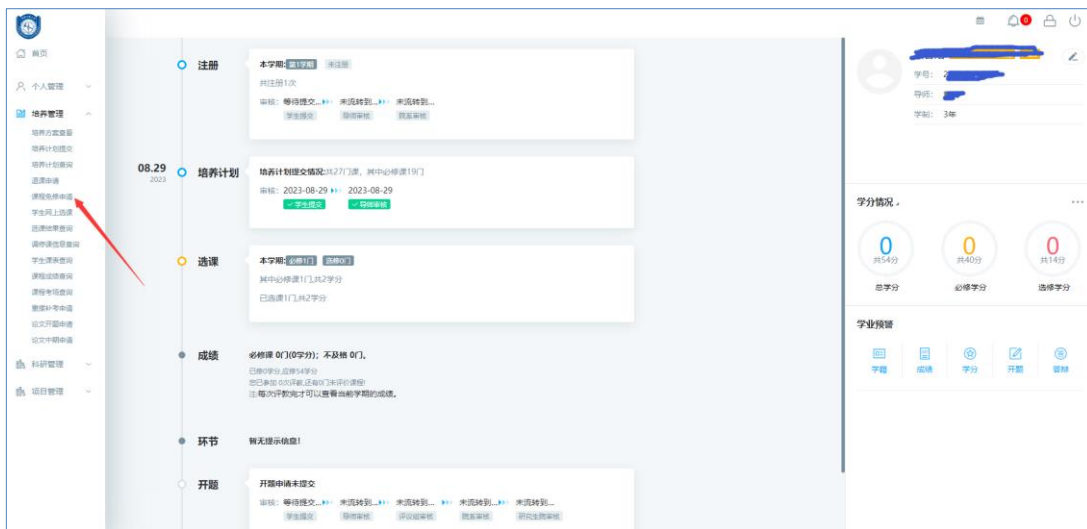 首页
个人管理
培养管理
培养方案查看
培养计划提交
培养计划查询
退课申请
课程免修申请
学生网上选课
选课结果查询
调停课信息查询
学生课表查询
课程成绩查询
课程考场查询
重修补考申请
论文开题申请
论文中期申请
科研管理
项目管理
注册
本学期:第1学期 未注册
共注册1次
审核: 等待提交... 未流转到... 未流转到...
学生提交 导师审核 院系审核
08.29
2023
培养计划
培养计划提交情况:共27门课, 其中必修课19门
审核: 2023-08-29 2023-08-29
学生提交 导师审核
选课
本学期: 必修1门 选修0门
其中必修课1门,共2学分
已选课1门,共2学分
成绩
必修课 0门(0学分); 不及格 0门。
已修0学分,应修54学分
您已参加 0次评教,还有0门未评价课程!
注:每次评教完才可以查看当前学期的成绩。
环节
暂无提示信息!
开题
开题申请未提交
审核: 等待提交... 未流转到... 未流转到... 未流转到... 未流转到...
学生提交 导师审核 评议组审核 院系审核 研究生院审核
0
学号: 2
导师:
学制: 3年
学分情况
0 0 0
共54分 共40分 共14分
总学分 必修学分 选修学分
学业预警
学籍 成绩 学分 开题 答辩